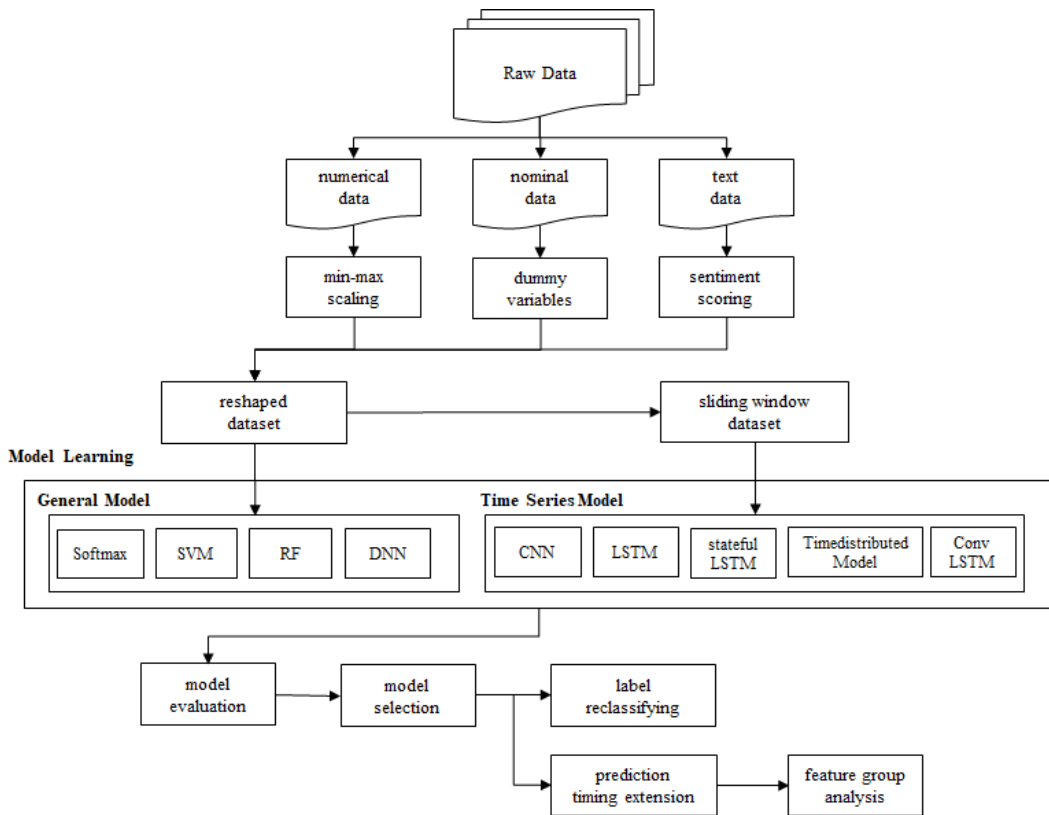 Raw Data
numerical
data
nominal
data
text
data
min-max
scaling
dummy
variables
sentiment
scoring
reshaped
dataset
sliding window
dataset
Model Learning
General Model
Softmax
SVM
RF
DNN
Time Series Model
CNN
LSTM
stateful
LSTM
Timedistributed
Model
Conv
LSTM
model
evaluation
model
selection
label
reclassifying
prediction
timing extension
feature group
analysis